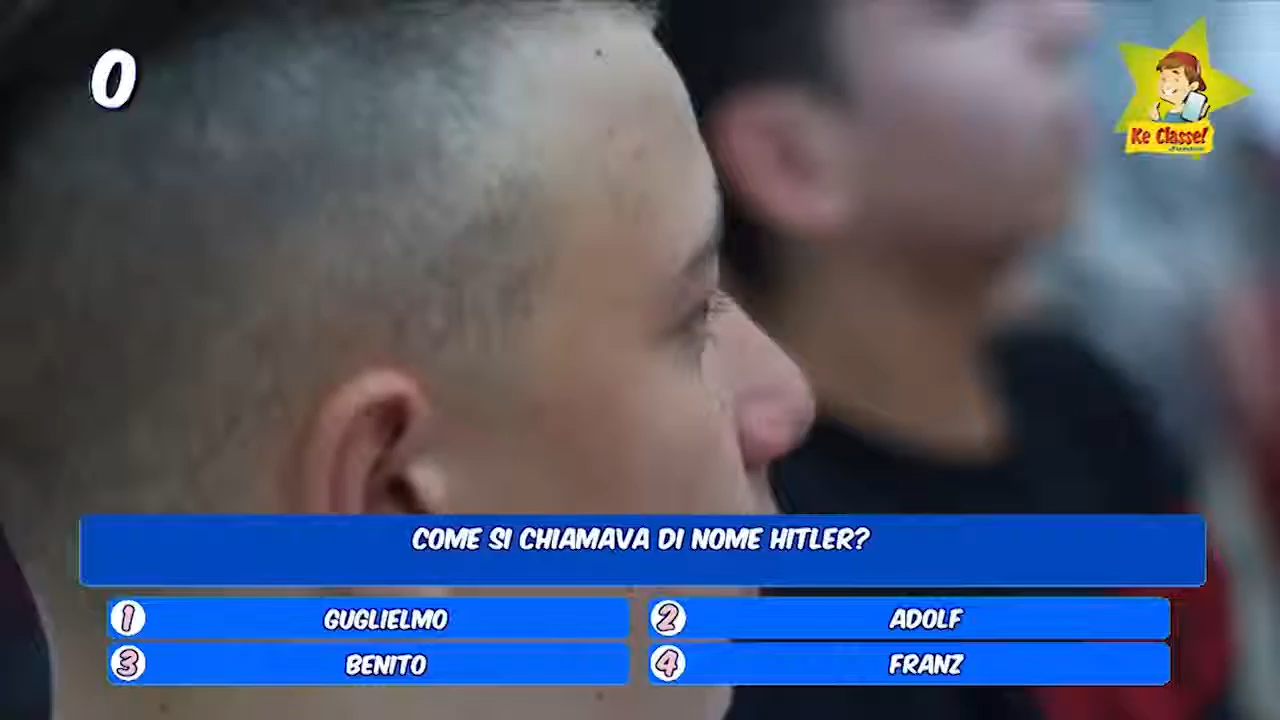 0
Ke Classe!
COME SI CHIAMAVA DI NOME HITLER?
1 GUGLIELMO
2 ADOLF
3 BENITO
4 FRANZ